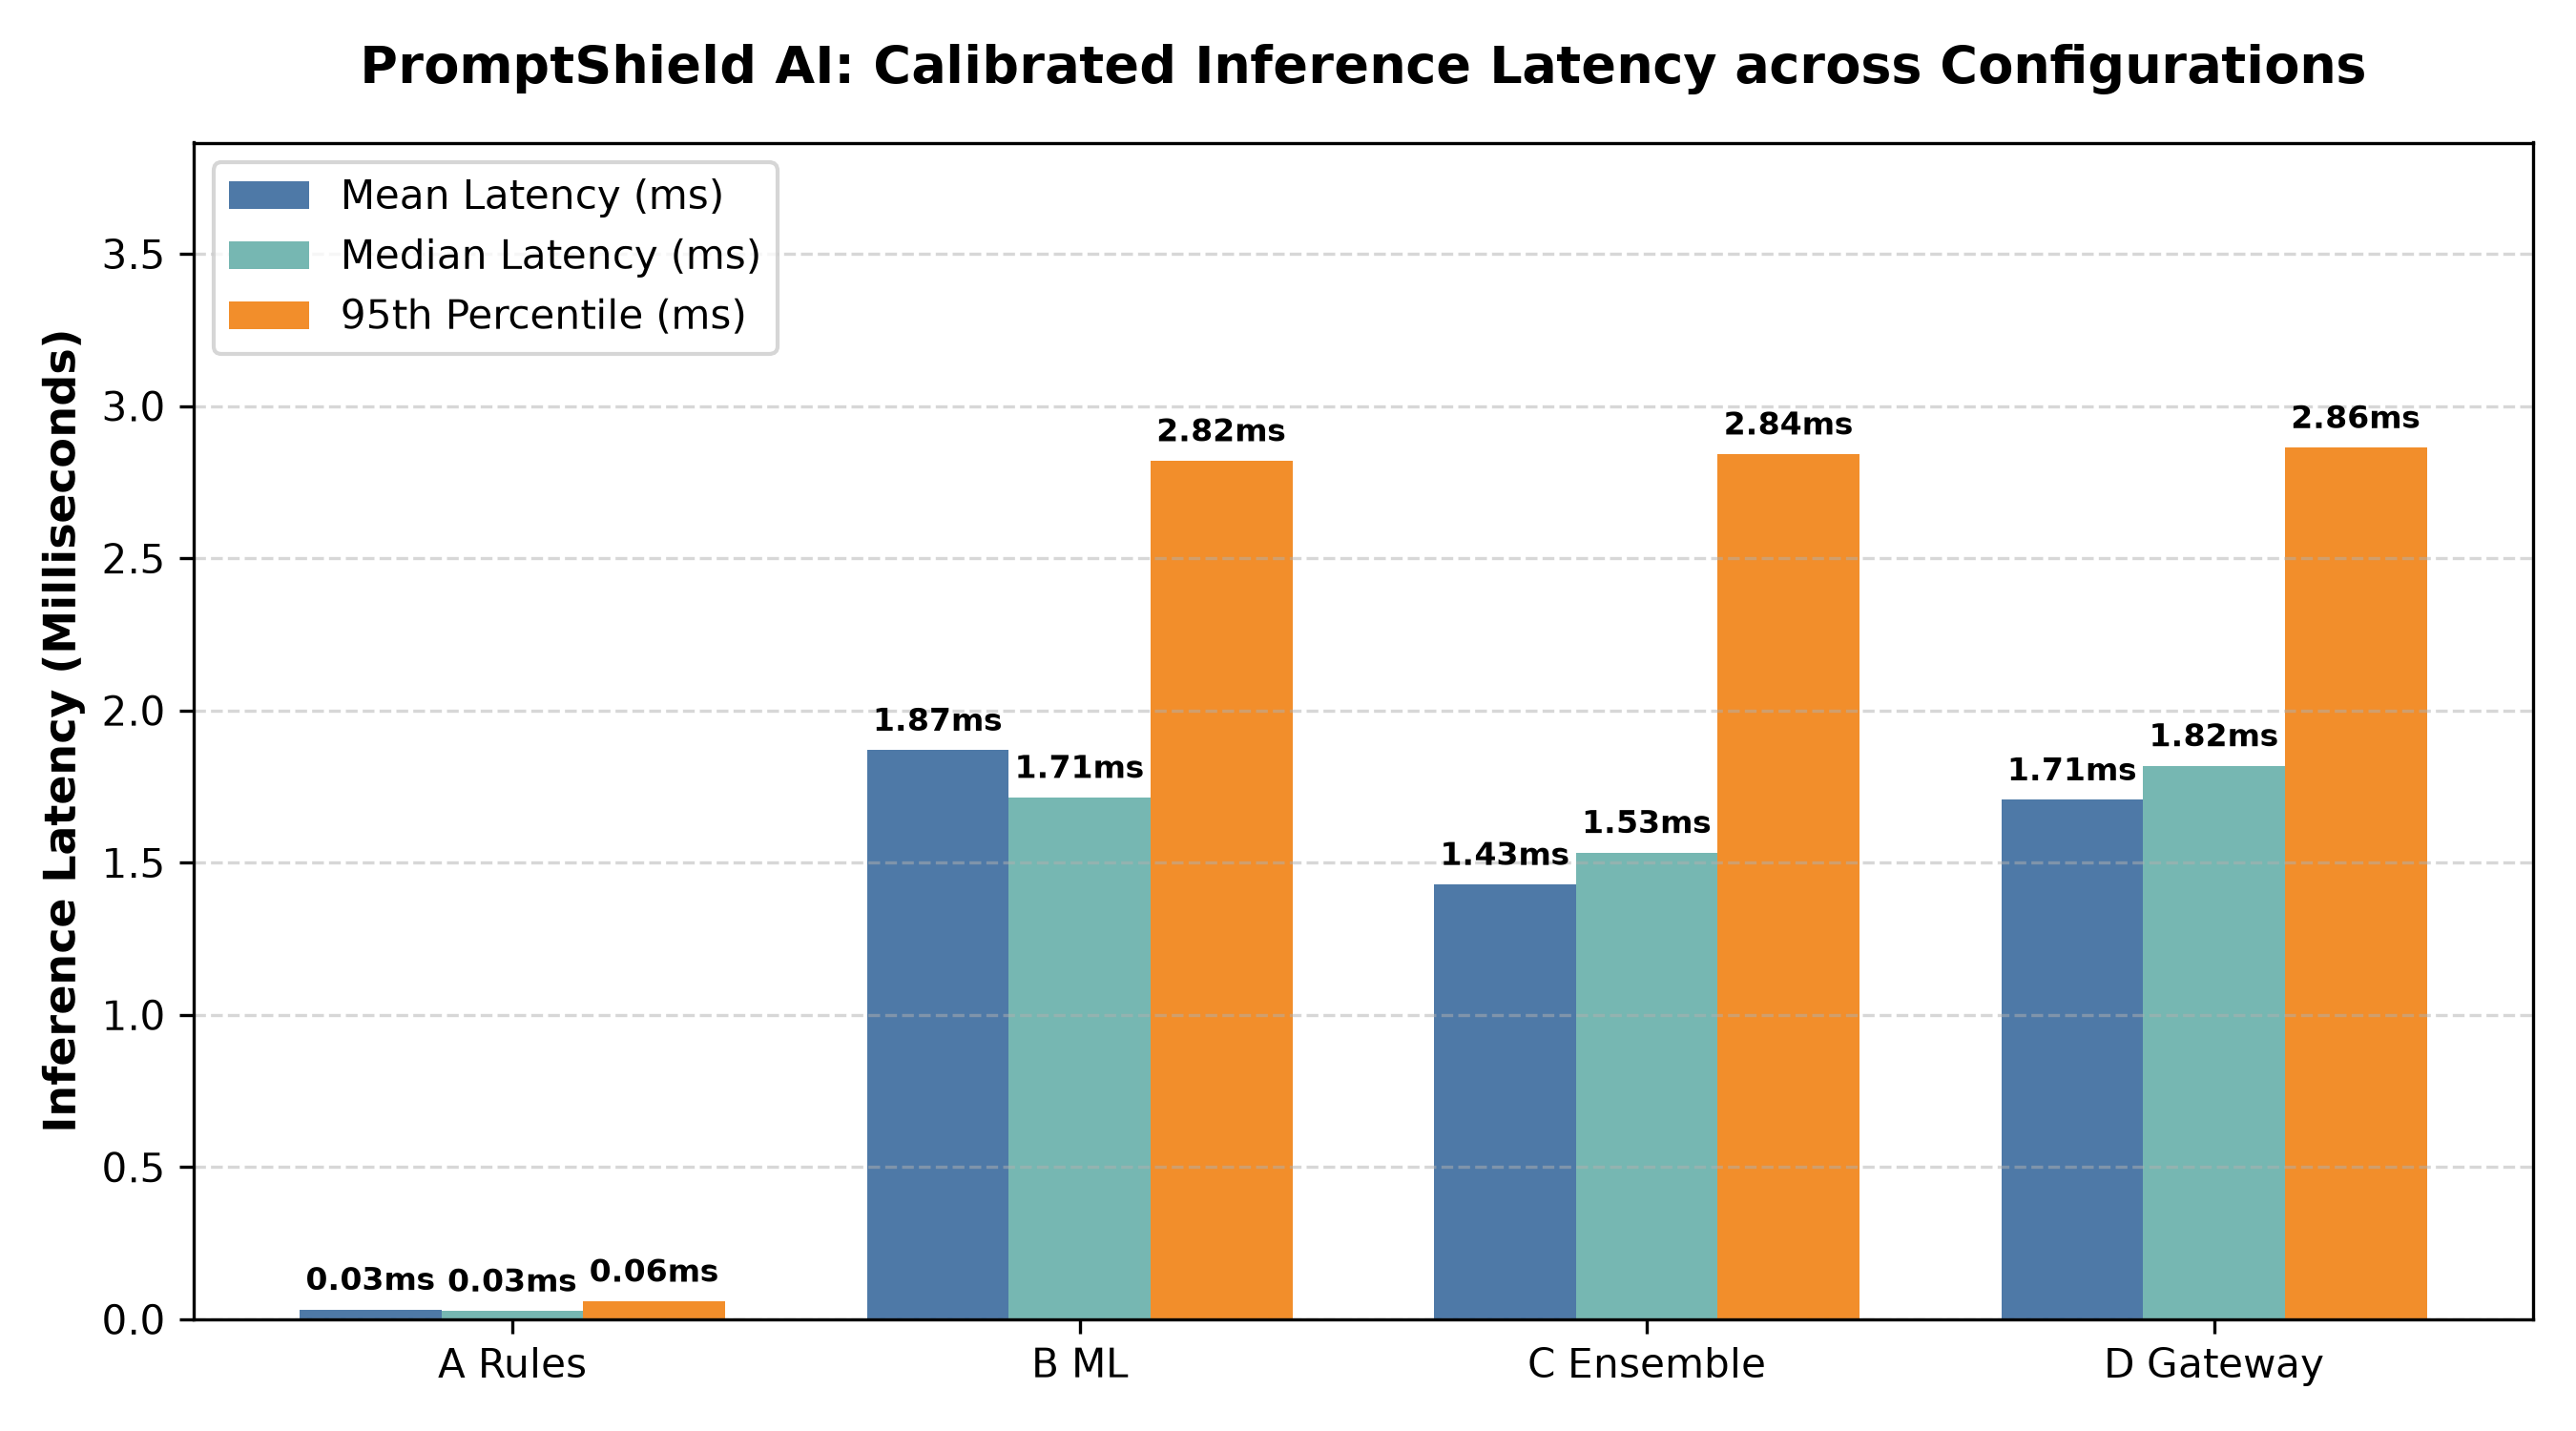 PromptShield AI: Calibrated Inference Latency across Configurations
Mean Latency (ms)
Median Latency (ms)
95th Percentile (ms)
Inference Latency (Milliseconds)
3.5
3.0
2.5
2.0
1.5
1.0
0.5
0.0
0.03ms
0.03ms
0.06ms
1.87ms
1.71ms
2.82ms
1.43ms
1.53ms
2.84ms
1.71ms
1.82ms
2.86ms
A Rules
B ML
C Ensemble
D Gateway